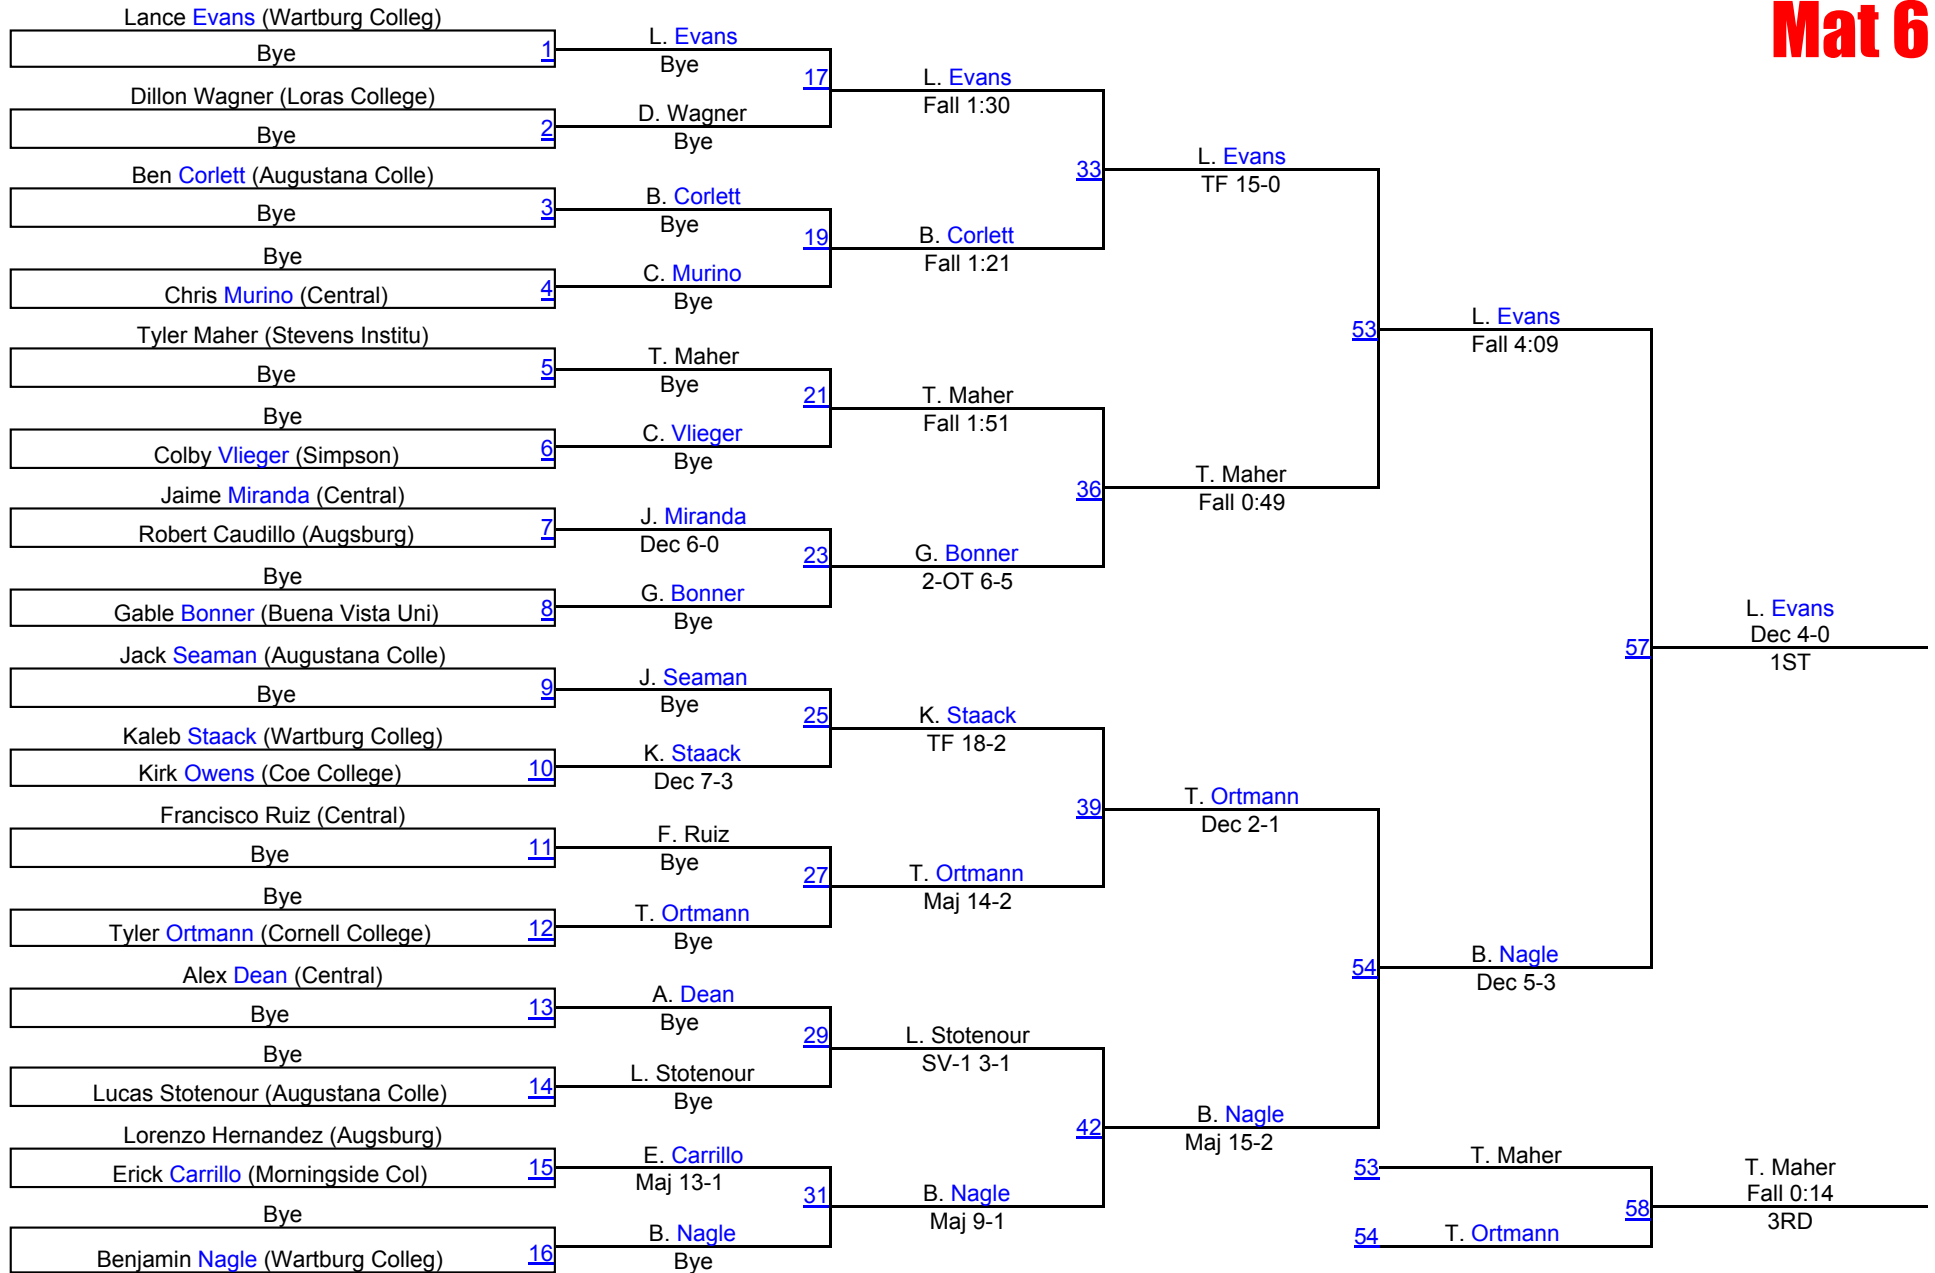 Mat 6
Lance Evans (Wartburg Colleg)
Bye
1
Dillon Wagner (Loras College)
Bye
2
Ben Corlett (Augustana Colle)
Bye
3
Bye
Chris Murino (Central)
4
Tyler Maher (Stevens Institu)
Bye
5
Bye
Colby Vlieger (Simpson)
6
Jaime Miranda (Central)
Robert Caudillo (Augsburg)
7
Bye
Gable Bonner (Buena Vista Uni)
8
Jack Seaman (Augustana Colle)
Bye
9
Kaleb Staack (Wartburg Colleg)
Kirk Owens (Coe College)
10
Francisco Ruiz (Central)
Bye
11
Bye
Tyler Ortmann (Cornell College)
12
Alex Dean (Central)
Bye
13
Bye
Lucas Stotenour (Augustana Colle)
14
Lorenzo Hernandez (Augsburg)
Erick Carrillo (Morningside Col)
15
Bye
Benjamin Nagle (Wartburg Colleg)
16
L. Evans
Bye
17
D. Wagner
Bye
B. Corlett
Bye
19
C. Murino
Bye
T. Maher
Bye
21
C. Vlieger
Bye
J. Miranda
Dec 6-0
23
G. Bonner
Bye
J. Seaman
Bye
25
K. Staack
Dec 7-3
F. Ruiz
Bye
27
T. Ortmann
Bye
A. Dean
Bye
29
L. Stotenour
Bye
E. Carrillo
Maj 13-1
31
B. Nagle
Bye
L. Evans
Fall 1:30
33
B. Corlett
Fall 1:21
T. Maher
Fall 1:51
36
G. Bonner
2-OT 6-5
K. Staack
TF 18-2
39
T. Ortmann
Maj 14-2
L. Stotenour
SV-1 3-1
42
B. Nagle
Maj 9-1
L. Evans
TF 15-0
53
T. Maher
Fall 0:49
T. Ortmann
Dec 2-1
54
B. Nagle
Maj 15-2
L. Evans
Fall 4:09
57
B. Nagle
Dec 5-3
L. Evans
Dec 4-0
1ST
53
T. Maher
58
54
T. Ortmann
T. Maher
Fall 0:14
3RD